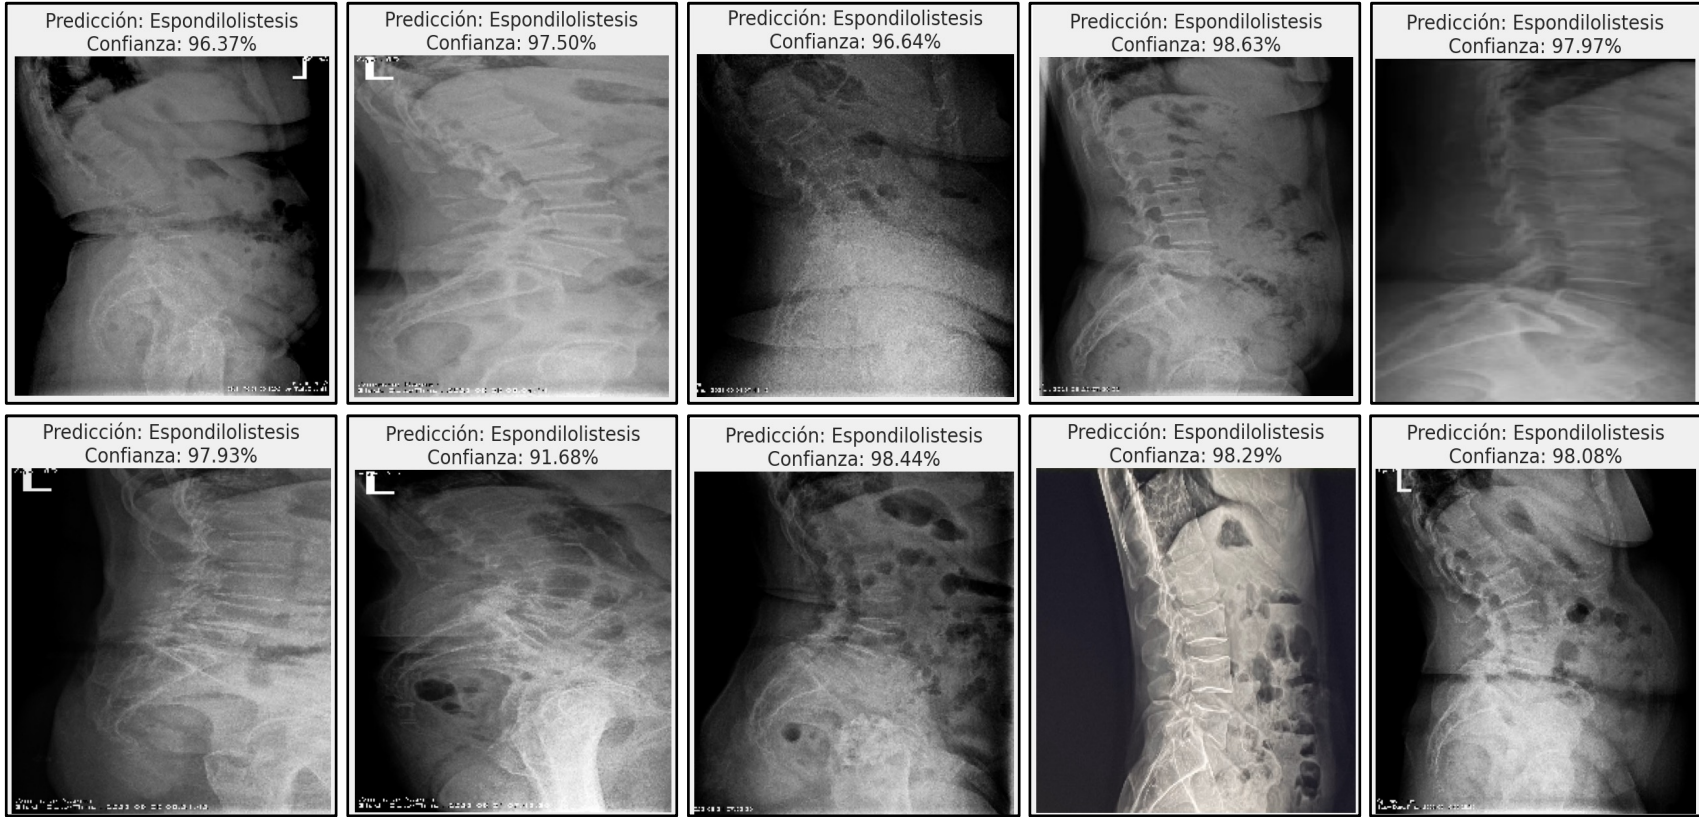 Predicción: Espondilolistesis
Confianza: 96.37%
Predicción: Espondilolistesis
Confianza: 97.50%
Predicción: Espondilolistesis
Confianza: 96.64%
Predicción: Espondilolistesis
Confianza: 98.63%
Predicción: Espondilolistesis
Confianza: 97.97%
L
Predicción: Espondilolistesis
Confianza: 97.93%
L
Predicción: Espondilolistesis
Confianza: 91.68%
L
Predicción: Espondilolistesis
Confianza: 98.44%
Predicción: Espondilolistesis
Confianza: 98.29%
Predicción: Espondilolistesis
Confianza: 98.08%
L